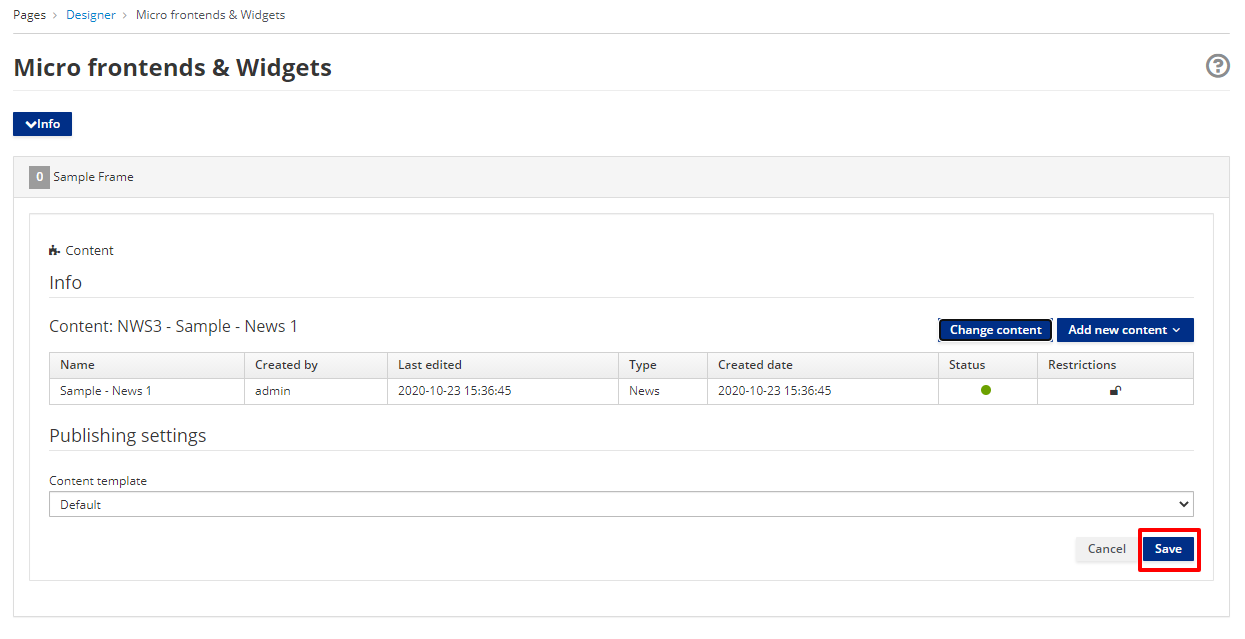 Pages > Designer > Micro frontends & Widgets
Micro frontends & Widgets
?
Info
0 Sample Frame
Content
Info
Content: NWS3 - Sample - News 1
Change content Add new content
Name Created by Last edited Type Created date Status Restrictions
Sample - News 1 admin 2020-10-23 15:36:45 News 2020-10-23 15:36:45
Publishing settings
Content template
Default
Cancel Save